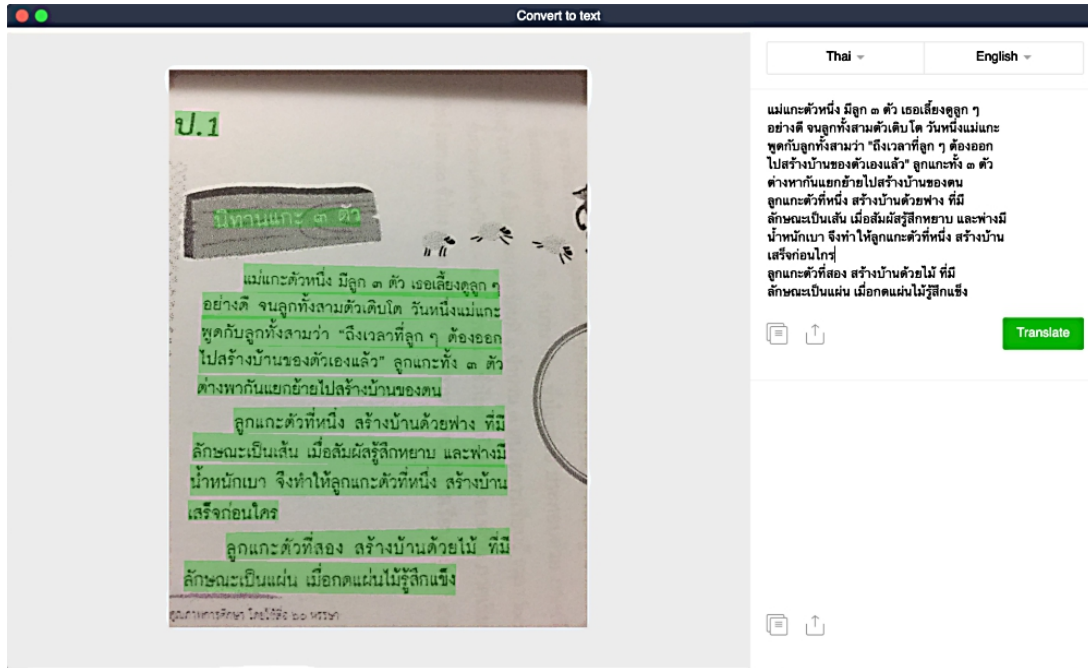 Convert to text
ป.1
นิทานแกะ ๓ ตัว
แม่แกะตัวหนึ่ง มีลูก ๓ ตัว เธอเลี้ยงดูลูก ๆ
อย่างดี จนลูกทั้งสามตัวเติบโต วันหนึ่งแม่แกะ
พูดกับลูกทั้งสามว่า “ถึงเวลาที่ลูก ๆ ต้องออก
ไปสร้างบ้านของตัวเองแล้ว” ลูกแกะทั้ง ๓ ตัว
ต่างพากันแยกย้ายไปสร้างบ้านของตน
ลูกแกะตัวที่หนึ่ง สร้างบ้านด้วยฟาง ที่มี
ลักษณะเป็นเส้น เมื่อสัมผัสรู้สึกหยาบ และฟางมี
น้ำหนักเบา จึงทำให้ลูกแกะตัวที่หนึ่ง สร้างบ้าน
เสร็จก่อนใคร
ลูกแกะตัวที่สอง สร้างบ้านด้วยไม้ ที่มี
ลักษณะเป็นแผ่น เมื่อกดแผ่นไม้รู้สึกแข็ง
คุณภาพการศึกษา โดยใช้สื่อ ๖๐ พรรษา
Thai
English
แม่แกะตัวหนึ่ง มีลูก ๓ ตัว เธอเลี้ยงดูลูก ๆ
อย่างดี จนลูกทั้งสามตัวเติบโต วันหนึ่งแม่แกะ
พูดกับลูกทั้งสามว่า "ถึงเวลาที่ลูก ๆ ต้องออก
ไปสร้างบ้านของตัวเองแล้ว" ลูกแกะทั้ง ๓ ตัว
ต่างหากันแยกย้ายไปสร้างบ้านของตน
ลูกแกะตัวที่หนึ่ง สร้างบ้านด้วยฟาง ที่มี
ลักษณะเป็นเส้น เมื่อสัมผัสรู้สึกหยาบ และฟางมี
น้ำหนักเบา จึงทำให้ลูกแกะตัวที่หนึ่ง สร้างบ้าน
เสร็จก่อนไกร
ลูกแกะตัวที่สอง สร้างบ้านด้วยไม้ ที่มี
ลักษณะเป็นแผ่น เมื่อกดแผ่นไม้รู้สึกแข็ง
Translate